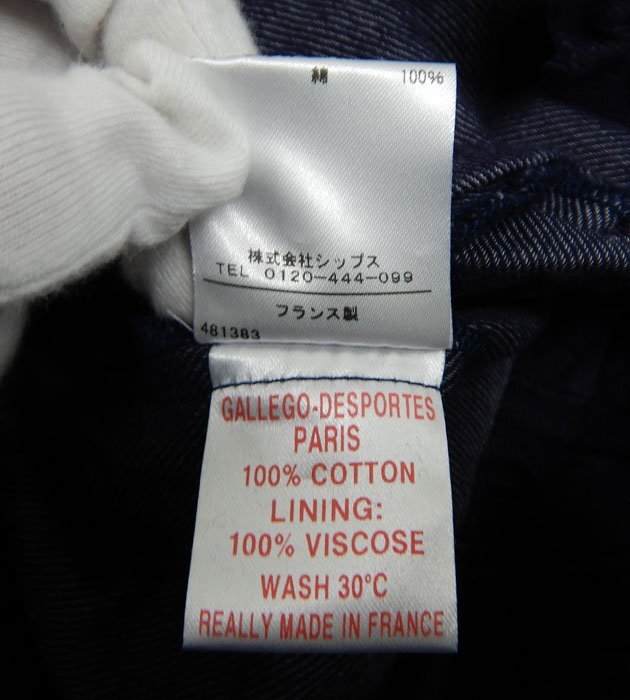 綿 100%
株式会社シップス
TEL 0120-444-099
フランス製
481383
GALLEGO-DESPORTES
PARIS
100% COTTON
LINING:
100% VISCOSE
WASH 30°C
REALLY MADE IN FRANCE